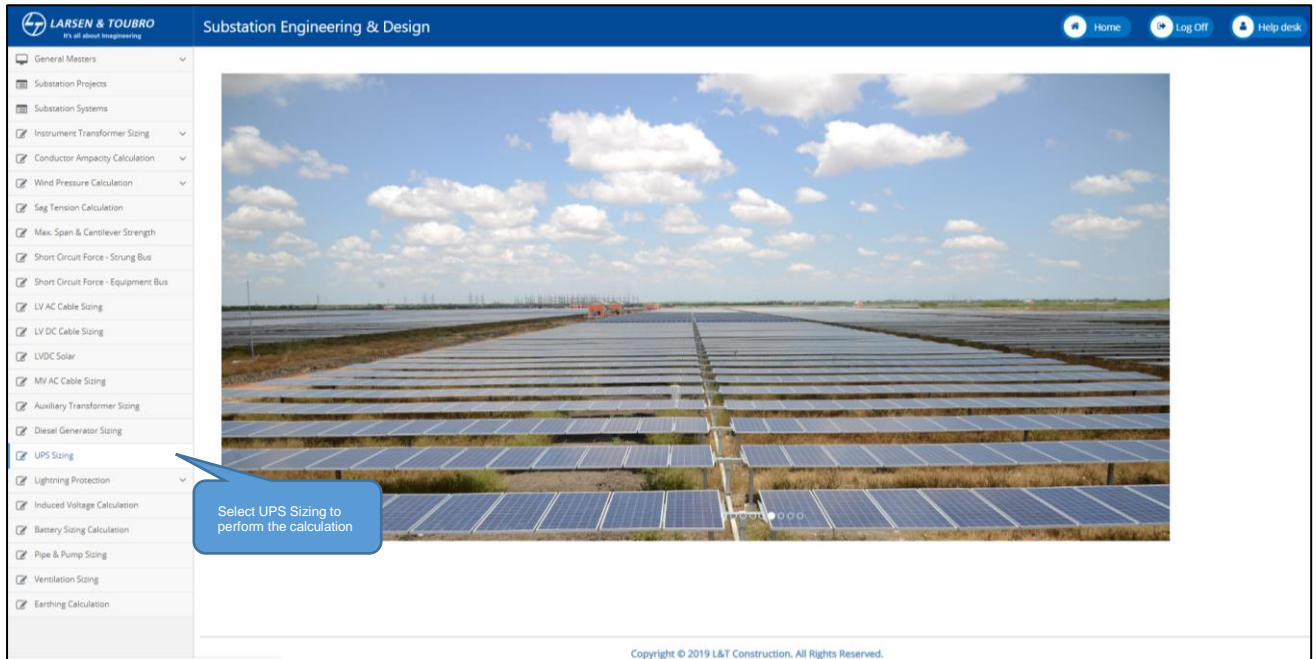 LARSEN & TOUBRO
It's all about Imagineering
Substation Engineering & Design
Home
Log Off
Help desk
General Masters
Substation Projects
Substation Systems
Instrument Transformer Sizing
Conductor Ampacity Calculation
Wind Pressure Calculation
Sag Tension Calculation
Max. Span & Cantilever Strength
Short Circuit Force - Strung Bus
Short Circuit Force - Equipment Bus
LV AC Cable Sizing
LV DC Cable Sizing
LVDC Solar
MV AC Cable Sizing
Auxiliary Transformer Sizing
Diesel Generator Sizing
UPS Sizing
Lightning Protection
Induced Voltage Calculation
Battery Sizing Calculation
Pipe & Pump Sizing
Ventilation Sizing
Earthing Calculation
Select UPS Sizing to
perform the calculation
Copyright © 2019 L&T Construction. All Rights Reserved.